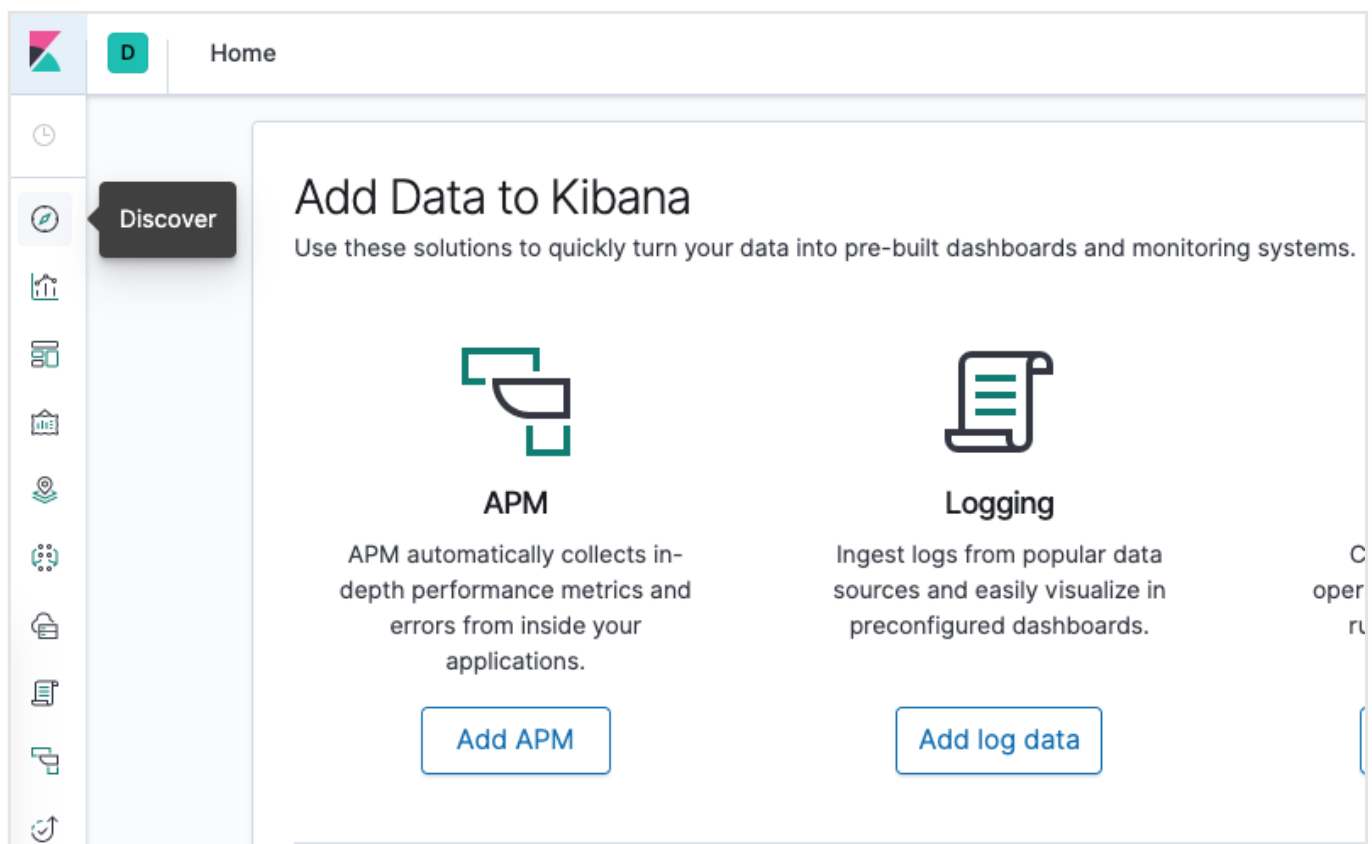 D
Home
Discover
Add Data to Kibana
Use these solutions to quickly turn your data into pre-built dashboards and monitoring systems.
APM
APM automatically collects in-
depth performance metrics and
errors from inside your
applications.
Add APM
Logging
Ingest logs from popular data
sources and easily visualize in
preconfigured dashboards.
Add log data
C
oper